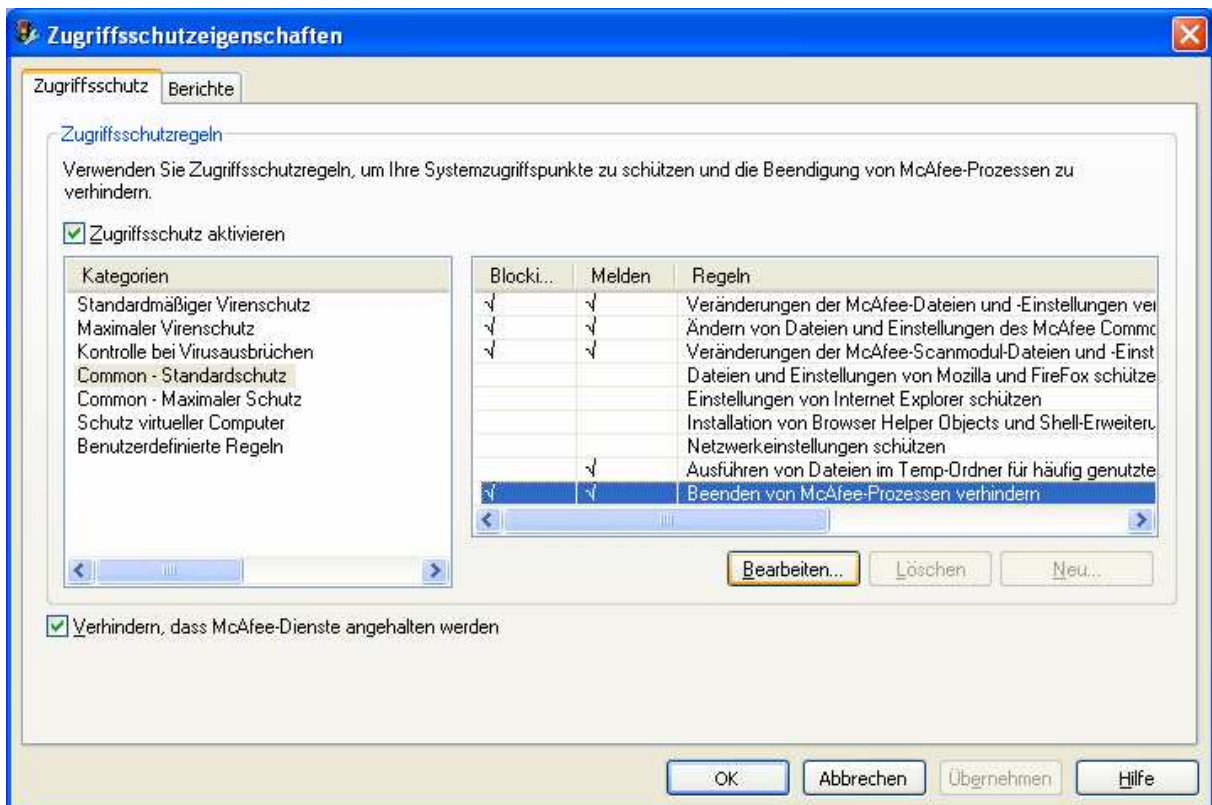 Zugriffsschutzeigenschaften
Zugriffsschutz
Berichte
Zugriffsschutzregeln
Verwenden Sie Zugriffsschutzregeln, um Ihre Systemzugriffspunkte zu schützen und die Beendigung von McAfee-Prozessen zu
verhindern.
Zugriffsschutz aktivieren
Kategorien
Standardmäßiger Virenschutz
Maximaler Virenschutz
Kontrolle bei Virusausbrüchen
Common - Standardschutz
Common - Maximaler Schutz
Schutz virtueller Computer
Benutzerdefinierte Regeln
Blocki... Melden Regeln
Veränderungen der McAfee-Dateien und -Einstellungen ver
Ändern von Dateien und Einstellungen des McAfee Commo
Veränderungen der McAfee-Scanmodul-Dateien und -Einst
Dateien und Einstellungen von Mozilla und FireFox schütze
Einstellungen von Internet Explorer schützen
Installation von Browser Helper Objects und Shell-Erweiteru
Netzwerkeinstellungen schützen
Ausführen von Dateien im Temp-Ordner für häufig genutzte
Beenden von McAfee-Prozessen verhindern
Bearbeiten... Löschen Neu...
Verhindern, dass McAfee-Dienste angehalten werden
OK Abbrechen Übernehmen Hilfe